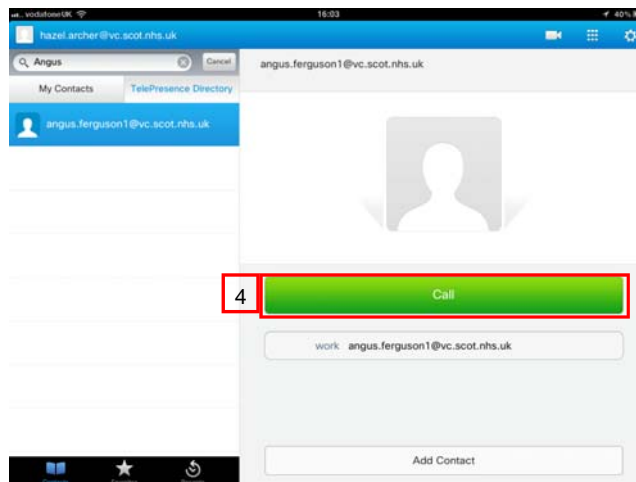 vodafone UK 16:03 40%
hazel.archer@vc.scot.nhs.uk
Angus Cancel
My Contacts TelePresence Directory
angus.ferguson1@vc.scot.nhs.uk
angus.ferguson1@vc.scot.nhs.uk
4 Call
work angus.ferguson1@vc.scot.nhs.uk
Add Contact